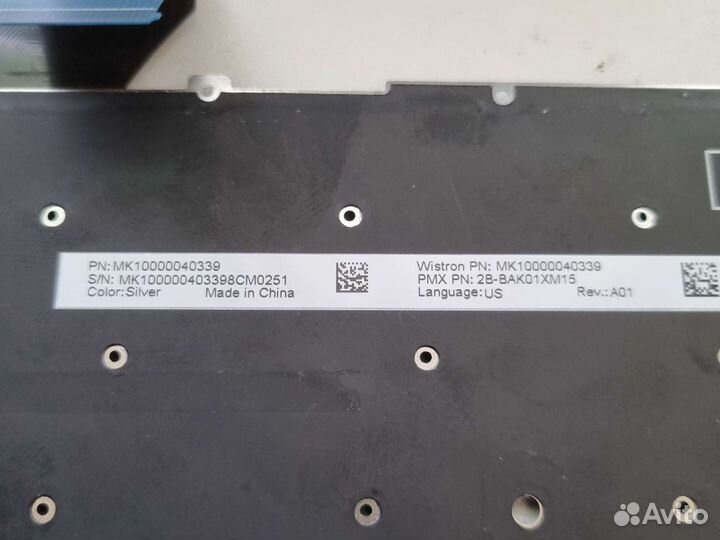 PN: MK10000040339
S/N: MK100000403398CM0251
Color:Silver Made in China
Wistron PN: MK10000040339
PMX PN: 2B-BAK01XM15
Language:US Rev.:A01
Avito